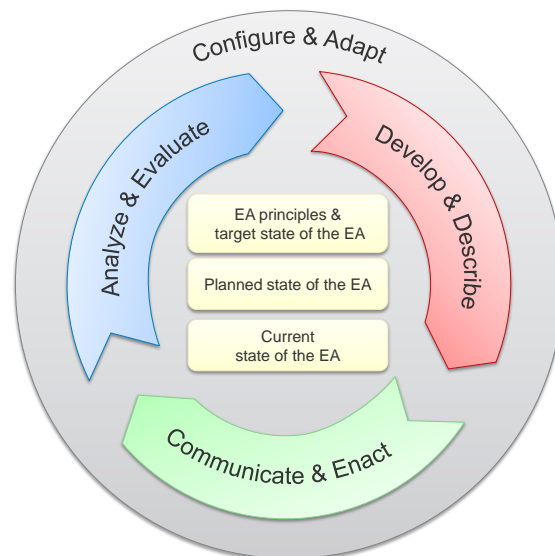 Configure & Adapt
Analyze & Evaluate
Develop & Describe
EA principles &
target state of the EA
Planned state of the EA
Current
state of the EA
Communicate & Enact